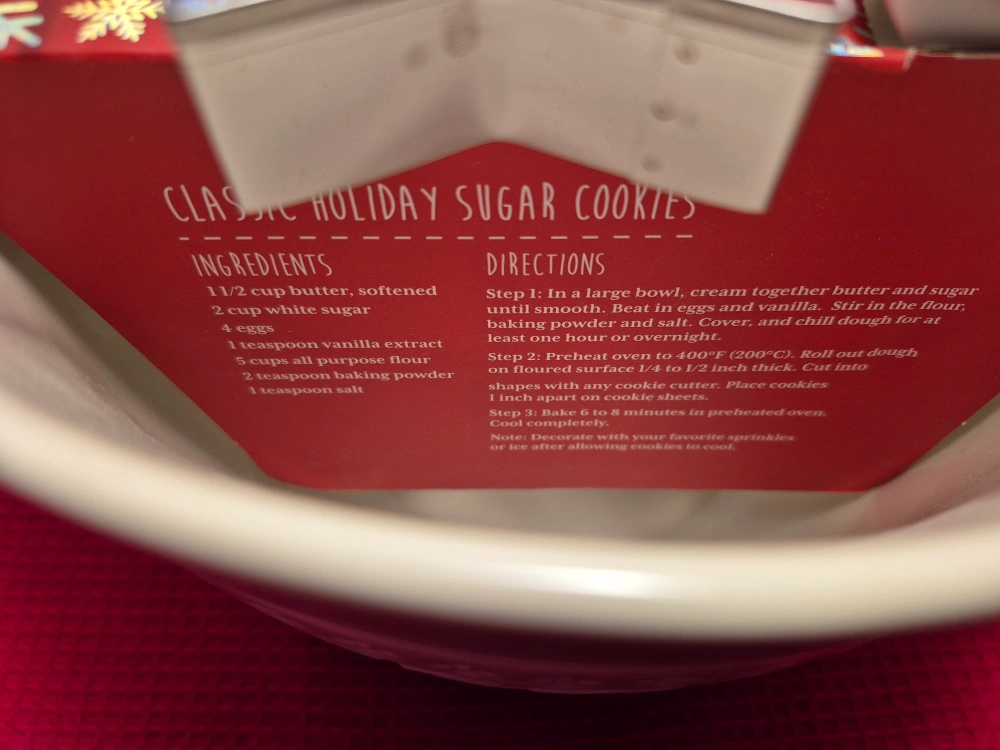 CLASSIC HOLIDAY SUGAR COOKIES
INGREDIENTS
1 1/2 cup butter, softened
2 cup white sugar
4 eggs
1 teaspoon vanilla extract
5 cups all purpose flour
2 teaspoon baking powder
1 teaspoon salt
DIRECTIONS
Step 1: In a large bowl, cream together butter and sugar
until smooth. Beat in eggs and vanilla. Stir in the flour,
baking powder and salt. Cover, and chill dough for at
least one hour or overnight.
Step 2: Preheat oven to 400°F (200°C). Roll out dough
on floured surface 1/4 to 1/2 inch thick. Cut into
shapes with any cookie cutter. Place cookies
1 inch apart on cookie sheets.
Step 3: Bake 6 to 8 minutes in preheated oven.
Cool completely.
Note: Decorate with your favorite sprinkles
or ice after allowing cookies to cool.